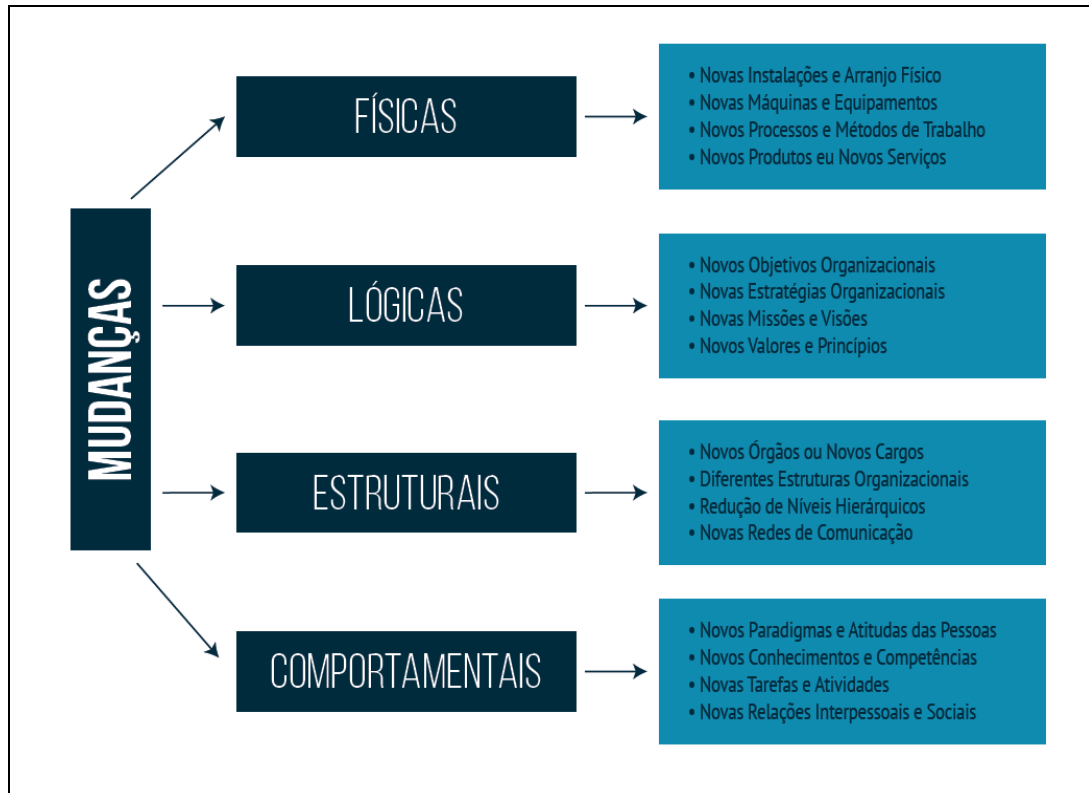 MUDANÇAS
FÍSICAS
• Novas Instalações e Arranjo Físico
• Novas Máquinas e Equipamentos
• Novos Processos e Métodos de Trabalho
• Novos Produtos eu Novos Serviços
LÓGICAS
• Novos Objetivos Organizacionais
• Novas Estratégias Organizacionais
• Novas Missões e Visões
• Novos Valores e Princípios
ESTRUTURAIS
• Novos Órgãos ou Novos Cargos
• Diferentes Estruturas Organizacionais
• Redução de Níveis Hierárquicos
• Novas Redes de Comunicação
COMPORTAMENTAIS
• Novos Paradigmas e Atitudas das Pessoas
• Novos Conhecimentos e Competências
• Novas Tarefas e Atividades
• Novas Relações Interpessoais e Sociais